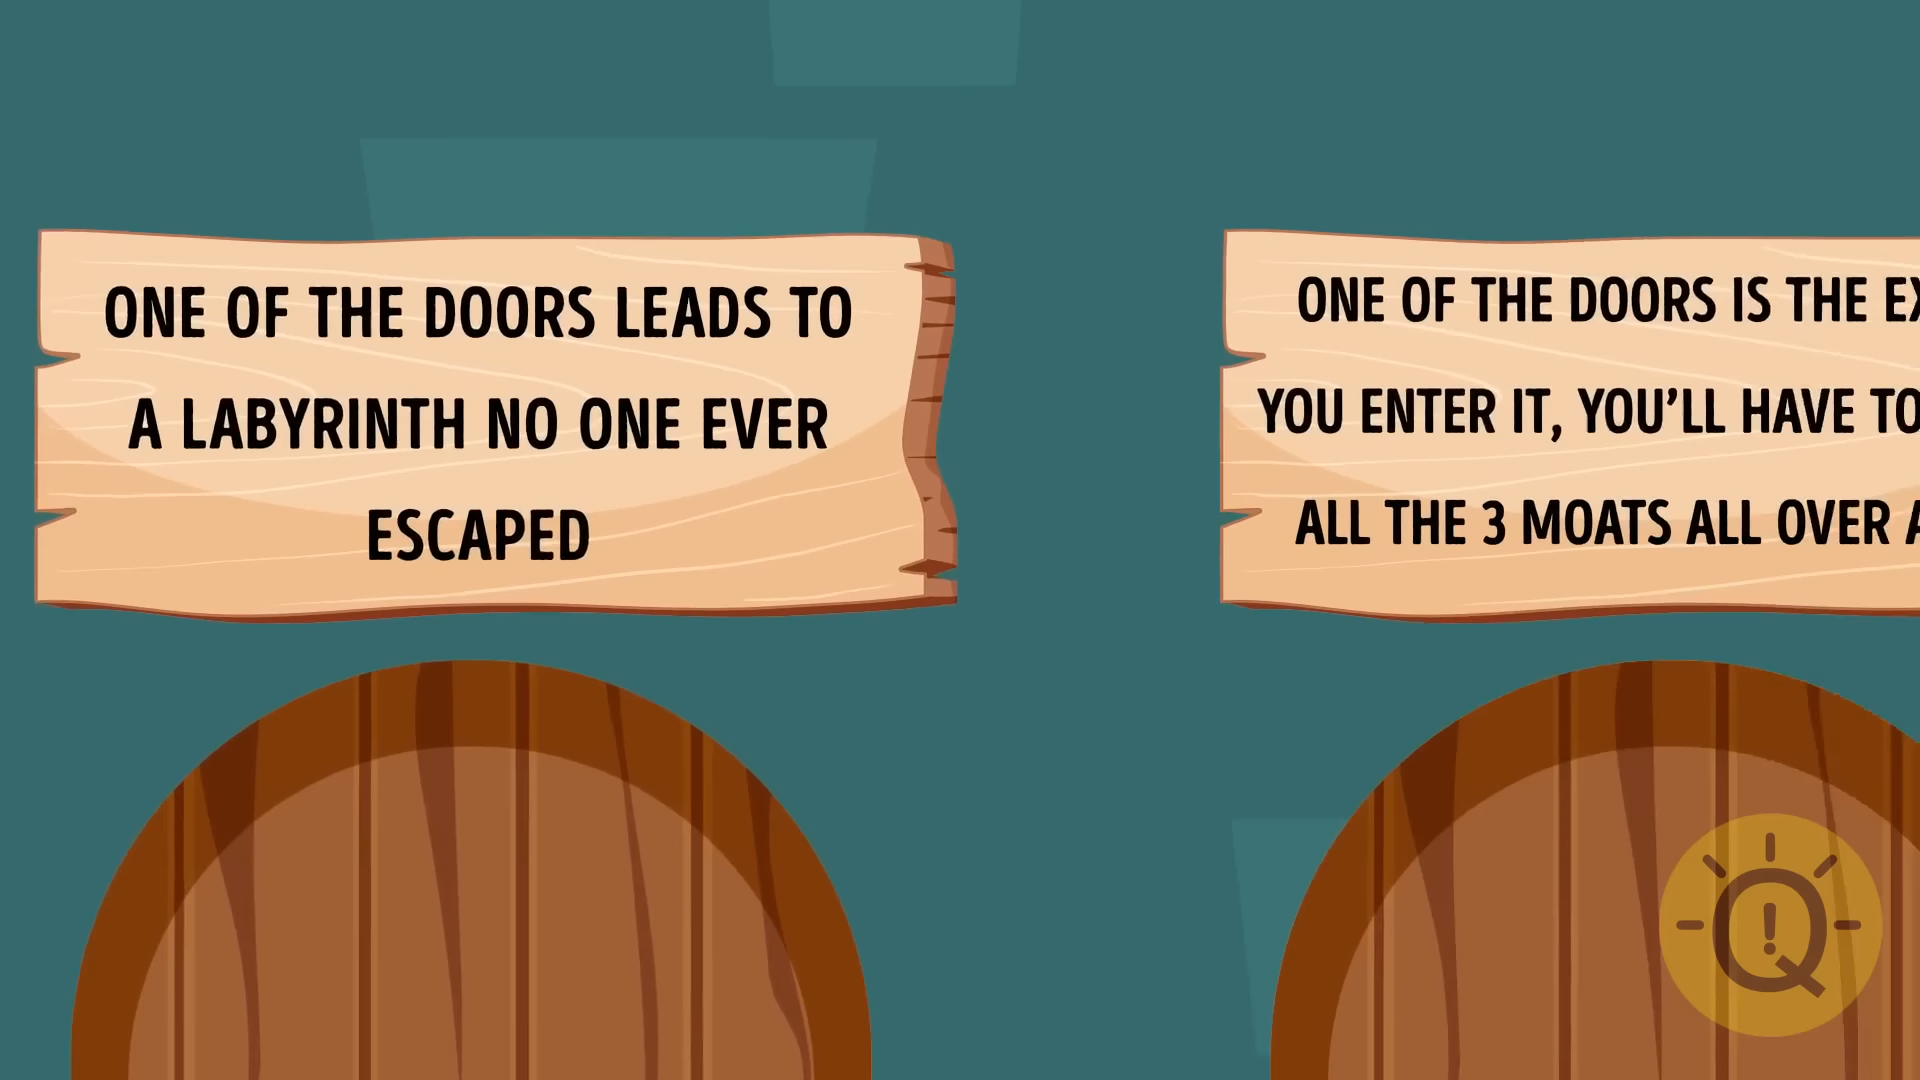 ONE OF THE DOORS LEADS TO
A LABYRINTH NO ONE EVER
ESCAPED
ONE OF THE DOORS IS THE
YOU ENTER IT, YOU’LL HAVE TO
ALL THE 3 MOATS ALL OVER
Q!